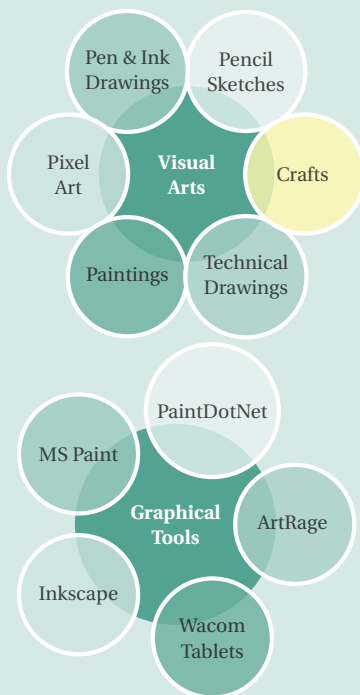 Pen & Ink
Drawings
Pencil
Sketches
Pixel
Art
Visual
Arts
Crafts
Paintings
Technical
Drawings
PaintDotNet
MS Paint
Graphical
Tools
ArtRage
Inkscape
Wacom
Tablets